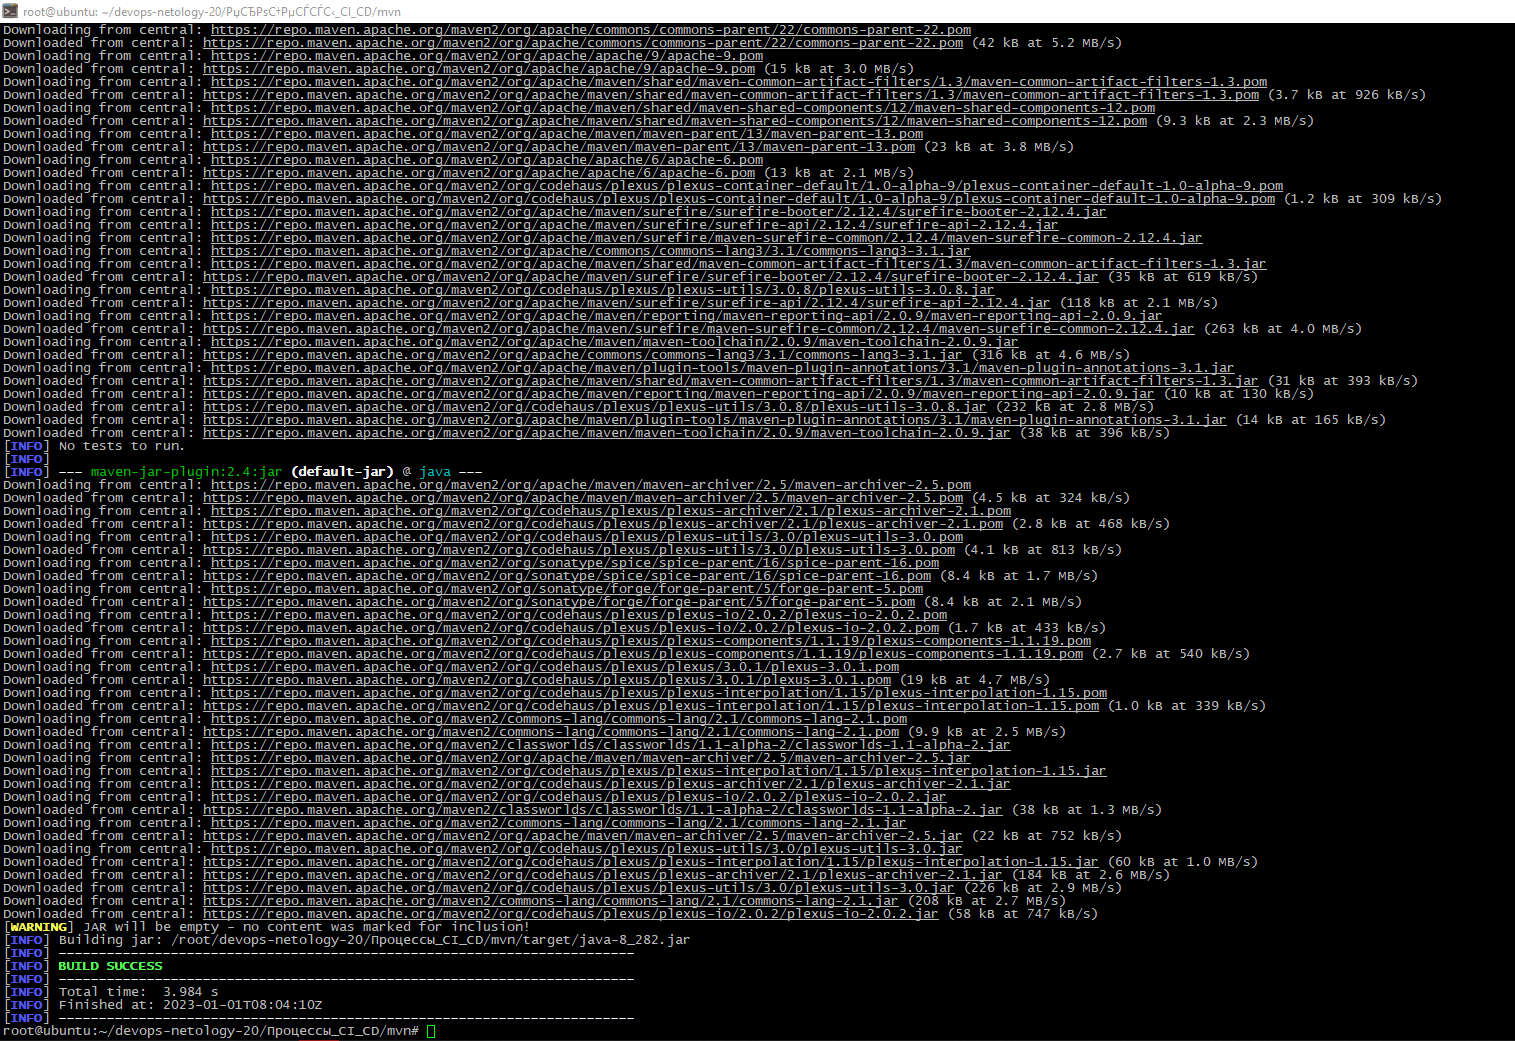 root@ubuntu: ~/devops-netology-20/РџСЂРѕС†РµСЃСЃС‹_CI_CD/mvn
Downloading from central: https://repo.maven.apache.org/maven2/org/apache/commons/commons-parent/22/commons-parent-22.pom
Downloaded from central: https://repo.maven.apache.org/maven2/org/apache/commons/commons-parent/22/commons-parent-22.pom (42 kB at 5.2 MB/s)
Downloading from central: https://repo.maven.apache.org/maven2/org/apache/apache/9/apache-9.pom
Downloaded from central: https://repo.maven.apache.org/maven2/org/apache/apache/9/apache-9.pom (15 kB at 3.0 MB/s)
Downloading from central: https://repo.maven.apache.org/maven2/org/apache/maven/shared/maven-common-artifact-filters/1.3/maven-common-artifact-filters-1.3.pom
Downloaded from central: https://repo.maven.apache.org/maven2/org/apache/maven/shared/maven-common-artifact-filters/1.3/maven-common-artifact-filters-1.3.pom (3.7 kB at 926 kB/s)
Downloading from central: https://repo.maven.apache.org/maven2/org/apache/maven/shared/maven-shared-components/12/maven-shared-components-12.pom
Downloaded from central: https://repo.maven.apache.org/maven2/org/apache/maven/shared/maven-shared-components/12/maven-shared-components-12.pom (9.3 kB at 2.3 MB/s)
Downloading from central: https://repo.maven.apache.org/maven2/org/apache/maven/maven-parent/13/maven-parent-13.pom
Downloaded from central: https://repo.maven.apache.org/maven2/org/apache/maven/maven-parent/13/maven-parent-13.pom (23 kB at 3.8 MB/s)
Downloading from central: https://repo.maven.apache.org/maven2/org/apache/apache/6/apache-6.pom
Downloaded from central: https://repo.maven.apache.org/maven2/org/apache/apache/6/apache-6.pom (13 kB at 2.1 MB/s)
Downloading from central: https://repo.maven.apache.org/maven2/org/codehaus/plexus/plexus-container-default/1.0-alpha-9/plexus-container-default-1.0-alpha-9.pom
Downloaded from central: https://repo.maven.apache.org/maven2/org/codehaus/plexus/plexus-container-default/1.0-alpha-9/plexus-container-default-1.0-alpha-9.pom (1.2 kB at 309 kB/s)
Downloading from central: https://repo.maven.apache.org/maven2/org/apache/maven/surefire/surefire-booter/2.12.4/surefire-booter-2.12.4.jar
Downloading from central: https://repo.maven.apache.org/maven2/org/apache/maven/surefire/surefire-api/2.12.4/surefire-api-2.12.4.jar
Downloading from central: https://repo.maven.apache.org/maven2/org/apache/maven/surefire/maven-surefire-common/2.12.4/maven-surefire-common-2.12.4.jar
Downloading from central: https://repo.maven.apache.org/maven2/org/apache/commons/commons-lang3/3.1/commons-lang3-3.1.jar
Downloading from central: https://repo.maven.apache.org/maven2/org/apache/maven/shared/maven-common-artifact-filters/1.3/maven-common-artifact-filters-1.3.jar
Downloaded from central: https://repo.maven.apache.org/maven2/org/apache/maven/surefire/surefire-booter/2.12.4/surefire-booter-2.12.4.jar (35 kB at 619 kB/s)
Downloading from central: https://repo.maven.apache.org/maven2/org/codehaus/plexus/plexus-utils/3.0.8/plexus-utils-3.0.8.jar
Downloaded from central: https://repo.maven.apache.org/maven2/org/apache/maven/surefire/surefire-api/2.12.4/surefire-api-2.12.4.jar (118 kB at 2.1 MB/s)
Downloading from central: https://repo.maven.apache.org/maven2/org/apache/maven/reporting/maven-reporting-api/2.0.9/maven-reporting-api-2.0.9.jar
Downloaded from central: https://repo.maven.apache.org/maven2/org/apache/maven/surefire/maven-surefire-common/2.12.4/maven-surefire-common-2.12.4.jar (263 kB at 4.0 MB/s)
Downloading from central: https://repo.maven.apache.org/maven2/org/apache/maven/maven-toolchain/2.0.9/maven-toolchain-2.0.9.jar
Downloaded from central: https://repo.maven.apache.org/maven2/org/apache/commons/commons-lang3/3.1/commons-lang3-3.1.jar (316 kB at 4.6 MB/s)
Downloading from central: https://repo.maven.apache.org/maven2/org/apache/maven/plugin-tools/maven-plugin-annotations/3.1/maven-plugin-annotations-3.1.jar
Downloaded from central: https://repo.maven.apache.org/maven2/org/apache/maven/shared/maven-common-artifact-filters/1.3/maven-common-artifact-filters-1.3.jar (31 kB at 393 kB/s)
Downloaded from central: https://repo.maven.apache.org/maven2/org/apache/maven/reporting/maven-reporting-api/2.0.9/maven-reporting-api-2.0.9.jar (10 kB at 130 kB/s)
Downloaded from central: https://repo.maven.apache.org/maven2/org/codehaus/plexus/plexus-utils/3.0.8/plexus-utils-3.0.8.jar (232 kB at 2.8 MB/s)
Downloaded from central: https://repo.maven.apache.org/maven2/org/apache/maven/plugin-tools/maven-plugin-annotations/3.1/maven-plugin-annotations-3.1.jar (14 kB at 165 kB/s)
Downloaded from central: https://repo.maven.apache.org/maven2/org/apache/maven/maven-toolchain/2.0.9/maven-toolchain-2.0.9.jar (38 kB at 396 kB/s)
[INFO] No tests to run.
[INFO]
[INFO] --- maven-jar-plugin:2.4:jar (default-jar) @ java ---
Downloading from central: https://repo.maven.apache.org/maven2/org/apache/maven/maven-archiver/2.5/maven-archiver-2.5.pom
Downloaded from central: https://repo.maven.apache.org/maven2/org/apache/maven/maven-archiver/2.5/maven-archiver-2.5.pom (4.5 kB at 324 kB/s)
Downloading from central: https://repo.maven.apache.org/maven2/org/codehaus/plexus/plexus-archiver/2.1/plexus-archiver-2.1.pom
Downloaded from central: https://repo.maven.apache.org/maven2/org/codehaus/plexus/plexus-archiver/2.1/plexus-archiver-2.1.pom (2.8 kB at 468 kB/s)
Downloading from central: https://repo.maven.apache.org/maven2/org/codehaus/plexus/plexus-utils/3.0/plexus-utils-3.0.pom
Downloaded from central: https://repo.maven.apache.org/maven2/org/codehaus/plexus/plexus-utils/3.0/plexus-utils-3.0.pom (4.1 kB at 813 kB/s)
Downloading from central: https://repo.maven.apache.org/maven2/org/sonatype/spice/spice-parent/16/spice-parent-16.pom
Downloaded from central: https://repo.maven.apache.org/maven2/org/sonatype/spice/spice-parent/16/spice-parent-16.pom (8.4 kB at 1.7 MB/s)
Downloading from central: https://repo.maven.apache.org/maven2/org/sonatype/forge/forge-parent/5/forge-parent-5.pom
Downloaded from central: https://repo.maven.apache.org/maven2/org/sonatype/forge/forge-parent/5/forge-parent-5.pom (8.4 kB at 2.1 MB/s)
Downloading from central: https://repo.maven.apache.org/maven2/org/codehaus/plexus/plexus-io/2.0.2/plexus-io-2.0.2.pom
Downloaded from central: https://repo.maven.apache.org/maven2/org/codehaus/plexus/plexus-io/2.0.2/plexus-io-2.0.2.pom (1.7 kB at 433 kB/s)
Downloading from central: https://repo.maven.apache.org/maven2/org/codehaus/plexus/plexus-components/1.1.19/plexus-components-1.1.19.pom
Downloaded from central: https://repo.maven.apache.org/maven2/org/codehaus/plexus/plexus-components/1.1.19/plexus-components-1.1.19.pom (2.7 kB at 540 kB/s)
Downloading from central: https://repo.maven.apache.org/maven2/org/codehaus/plexus/plexus/3.0.1/plexus-3.0.1.pom
Downloaded from central: https://repo.maven.apache.org/maven2/org/codehaus/plexus/plexus/3.0.1/plexus-3.0.1.pom (19 kB at 4.7 MB/s)
Downloading from central: https://repo.maven.apache.org/maven2/org/codehaus/plexus/plexus-interpolation/1.15/plexus-interpolation-1.15.pom
Downloaded from central: https://repo.maven.apache.org/maven2/org/codehaus/plexus/plexus-interpolation/1.15/plexus-interpolation-1.15.pom (1.0 kB at 339 kB/s)
Downloading from central: https://repo.maven.apache.org/maven2/commons-lang/commons-lang/2.1/commons-lang-2.1.pom
Downloaded from central: https://repo.maven.apache.org/maven2/commons-lang/commons-lang/2.1/commons-lang-2.1.pom (9.9 kB at 2.5 MB/s)
Downloading from central: https://repo.maven.apache.org/maven2/classworlds/classworlds/1.1-alpha-2/classworlds-1.1-alpha-2.jar
Downloading from central: https://repo.maven.apache.org/maven2/org/apache/maven/maven-archiver/2.5/maven-archiver-2.5.jar
Downloading from central: https://repo.maven.apache.org/maven2/org/codehaus/plexus/plexus-interpolation/1.15/plexus-interpolation-1.15.jar
Downloading from central: https://repo.maven.apache.org/maven2/org/codehaus/plexus/plexus-archiver/2.1/plexus-archiver-2.1.jar
Downloading from central: https://repo.maven.apache.org/maven2/org/codehaus/plexus/plexus-io/2.0.2/plexus-io-2.0.2.jar
Downloaded from central: https://repo.maven.apache.org/maven2/classworlds/classworlds/1.1-alpha-2/classworlds-1.1-alpha-2.jar (38 kB at 1.3 MB/s)
Downloading from central: https://repo.maven.apache.org/maven2/commons-lang/commons-lang/2.1/commons-lang-2.1.jar
Downloaded from central: https://repo.maven.apache.org/maven2/org/apache/maven/maven-archiver/2.5/maven-archiver-2.5.jar (22 kB at 752 kB/s)
Downloading from central: https://repo.maven.apache.org/maven2/org/codehaus/plexus/plexus-utils/3.0/plexus-utils-3.0.jar
Downloaded from central: https://repo.maven.apache.org/maven2/org/codehaus/plexus/plexus-interpolation/1.15/plexus-interpolation-1.15.jar (60 kB at 1.0 MB/s)
Downloaded from central: https://repo.maven.apache.org/maven2/org/codehaus/plexus/plexus-archiver/2.1/plexus-archiver-2.1.jar (184 kB at 2.6 MB/s)
Downloaded from central: https://repo.maven.apache.org/maven2/org/codehaus/plexus/plexus-utils/3.0/plexus-utils-3.0.jar (226 kB at 2.9 MB/s)
Downloaded from central: https://repo.maven.apache.org/maven2/commons-lang/commons-lang/2.1/commons-lang-2.1.jar (208 kB at 2.7 MB/s)
Downloaded from central: https://repo.maven.apache.org/maven2/org/codehaus/plexus/plexus-io/2.0.2/plexus-io-2.0.2.jar (58 kB at 747 kB/s)
[WARNING] JAR will be empty - no content was marked for inclusion!
[INFO] Building jar: /root/devops-netology-20/Процессы_CI_CD/mvn/target/java-8_282.jar
[INFO] ------------------------------------------------------------------------
[INFO] BUILD SUCCESS
[INFO] ------------------------------------------------------------------------
[INFO] Total time:  3.984 s
[INFO] Finished at: 2023-01-01T08:04:10Z
[INFO] ------------------------------------------------------------------------
root@ubuntu:~/devops-netology-20/Процессы_CI_CD/mvn#